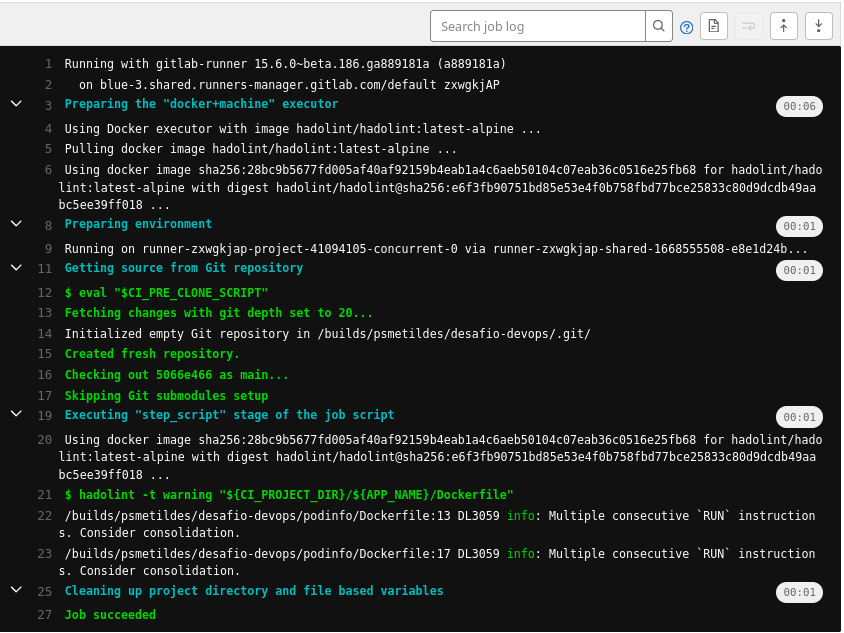 Search job log
1 Running with gitlab-runner 15.6.0~beta.186.ga889181a (a889181a)
2 on blue-3.shared.runners-manager.gitlab.com/default zxwgkjAP
3 Preparing the "docker+machine" executor 00:06
4 Using Docker executor with image hadolint/hadolint:latest-alpine ...
5 Pulling docker image hadolint/hadolint:latest-alpine ...
6 Using docker image sha256:28bc9b5677fd005af40af92159b4eab1a4c6aeb50104c07eab36c0516e25fb68 for hadolint/hado
lint:latest-alpine with digest hadolint/hadolint@sha256:e6f3fb90751bd85e53e4f0b758fbd77bce25833c80d9dcdb49aa
bc5ee39ff018 ...
8 Preparing environment 00:01
9 Running on runner-zxwgkjap-project-41094105-concurrent-0 via runner-zxwgkjap-shared-1668555508-e8e1d24b...
11 Getting source from Git repository 00:01
12 $ eval "$CI_PRE_CLONE_SCRIPT"
13 Fetching changes with git depth set to 20...
14 Initialized empty Git repository in /builds/psmetildes/desafio-devops/.git/
15 Created fresh repository.
16 Checking out 5066e466 as main...
17 Skipping Git submodules setup
19 Executing "step_script" stage of the job script 00:01
20 Using docker image sha256:28bc9b5677fd005af40af92159b4eab1a4c6aeb50104c07eab36c0516e25fb68 for hadolint/hado
lint:latest-alpine with digest hadolint/hadolint@sha256:e6f3fb90751bd85e53e4f0b758fbd77bce25833c80d9dcdb49aa
bc5ee39ff018 ...
21 $ hadolint -t warning "${CI_PROJECT_DIR}/${APP_NAME}/Dockerfile"
22 /builds/psmetildes/desafio-devops/podinfo/Dockerfile:13 DL3059 info: Multiple consecutive `RUN` instruction
s. Consider consolidation.
23 /builds/psmetildes/desafio-devops/podinfo/Dockerfile:17 DL3059 info: Multiple consecutive `RUN` instruction
s. Consider consolidation.
25 Cleaning up project directory and file based variables 00:01
27 Job succeeded